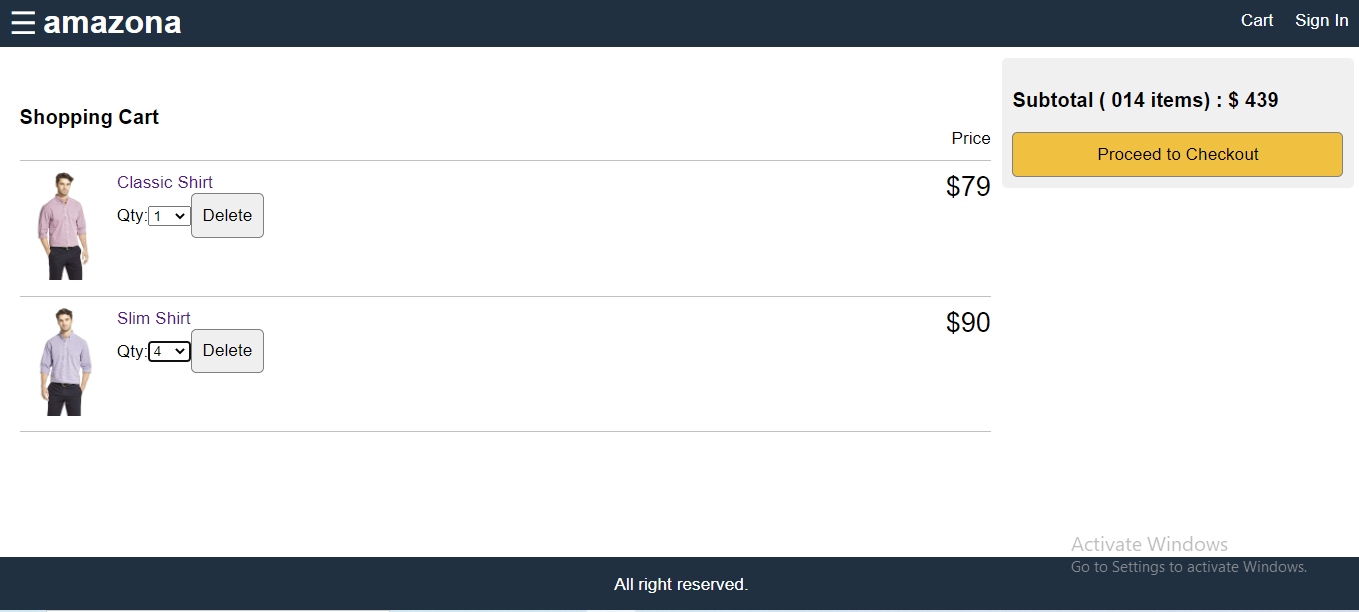 ☰ amazona
Cart Sign In
Shopping Cart
Price
Classic Shirt
$79
Qty: 1 Delete
Slim Shirt
$90
Qty: 4 Delete
Subtotal ( 014 items) : $ 439
Proceed to Checkout
Activate Windows
Go to Settings to activate Windows.
All right reserved.